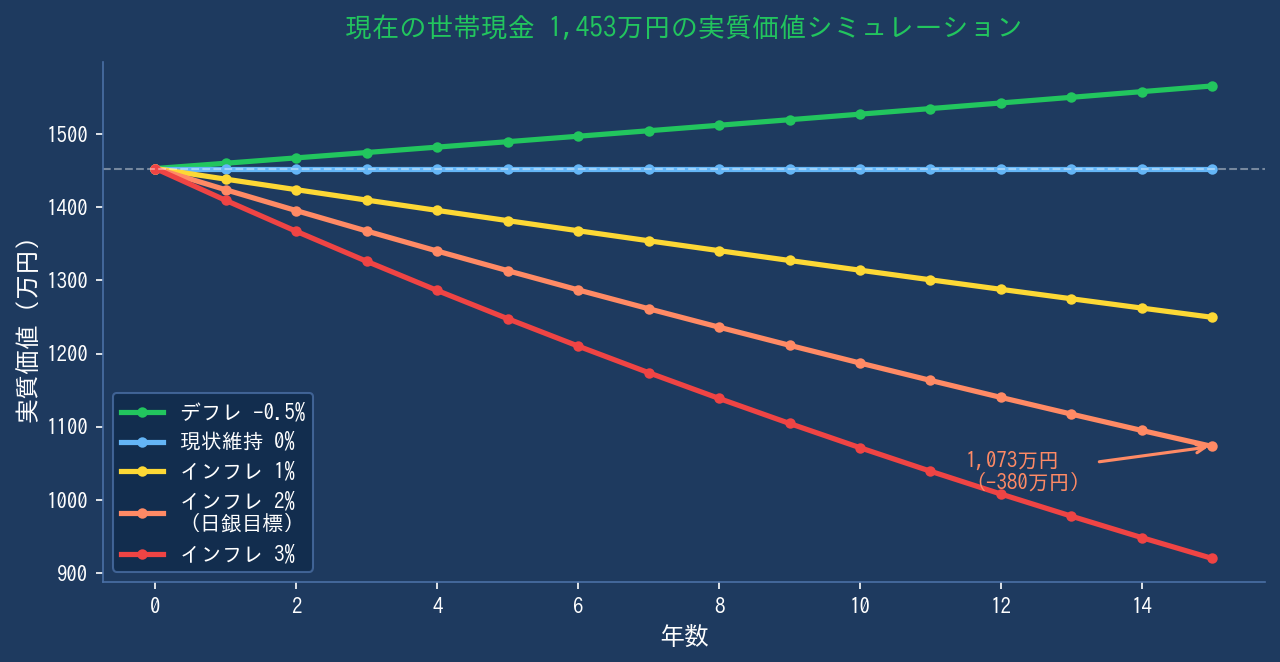 現在の世帯現金 1,453万円の実質価値シミュレーション
実質価値（万円）
1500
1400
1300
1200
1100
1000
900
デフレ -0.5%
現状維持 0%
インフレ 1%
インフレ 2%
（日銀目標）
インフレ 3%
1,073万円
（-380万円）
0 2 4 6 8 10 12 14
年数